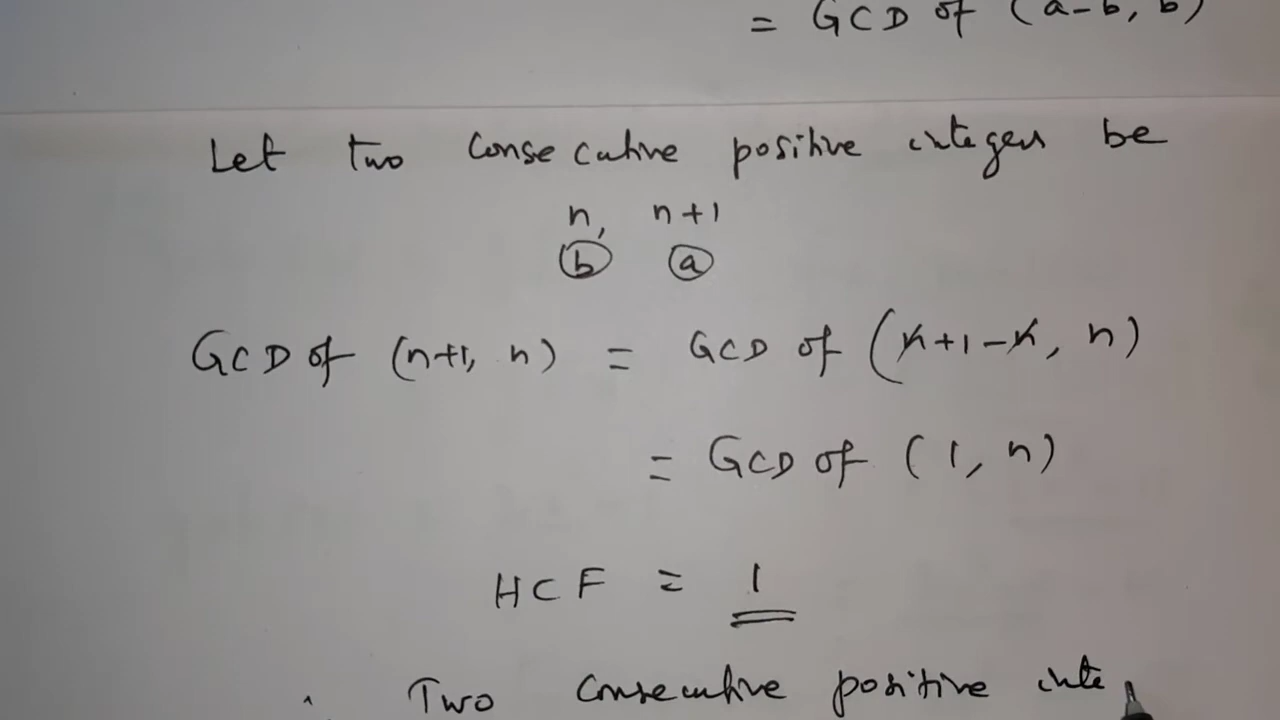 = GCD of (a-b, b)
Let two consecutive positive integers be
n, n+1
b a
GCD of (n+1, n) = GCD of (n+1-n, n)
= GCD of (1, n)
HCF = 1
∴ Two consecutive positive inte